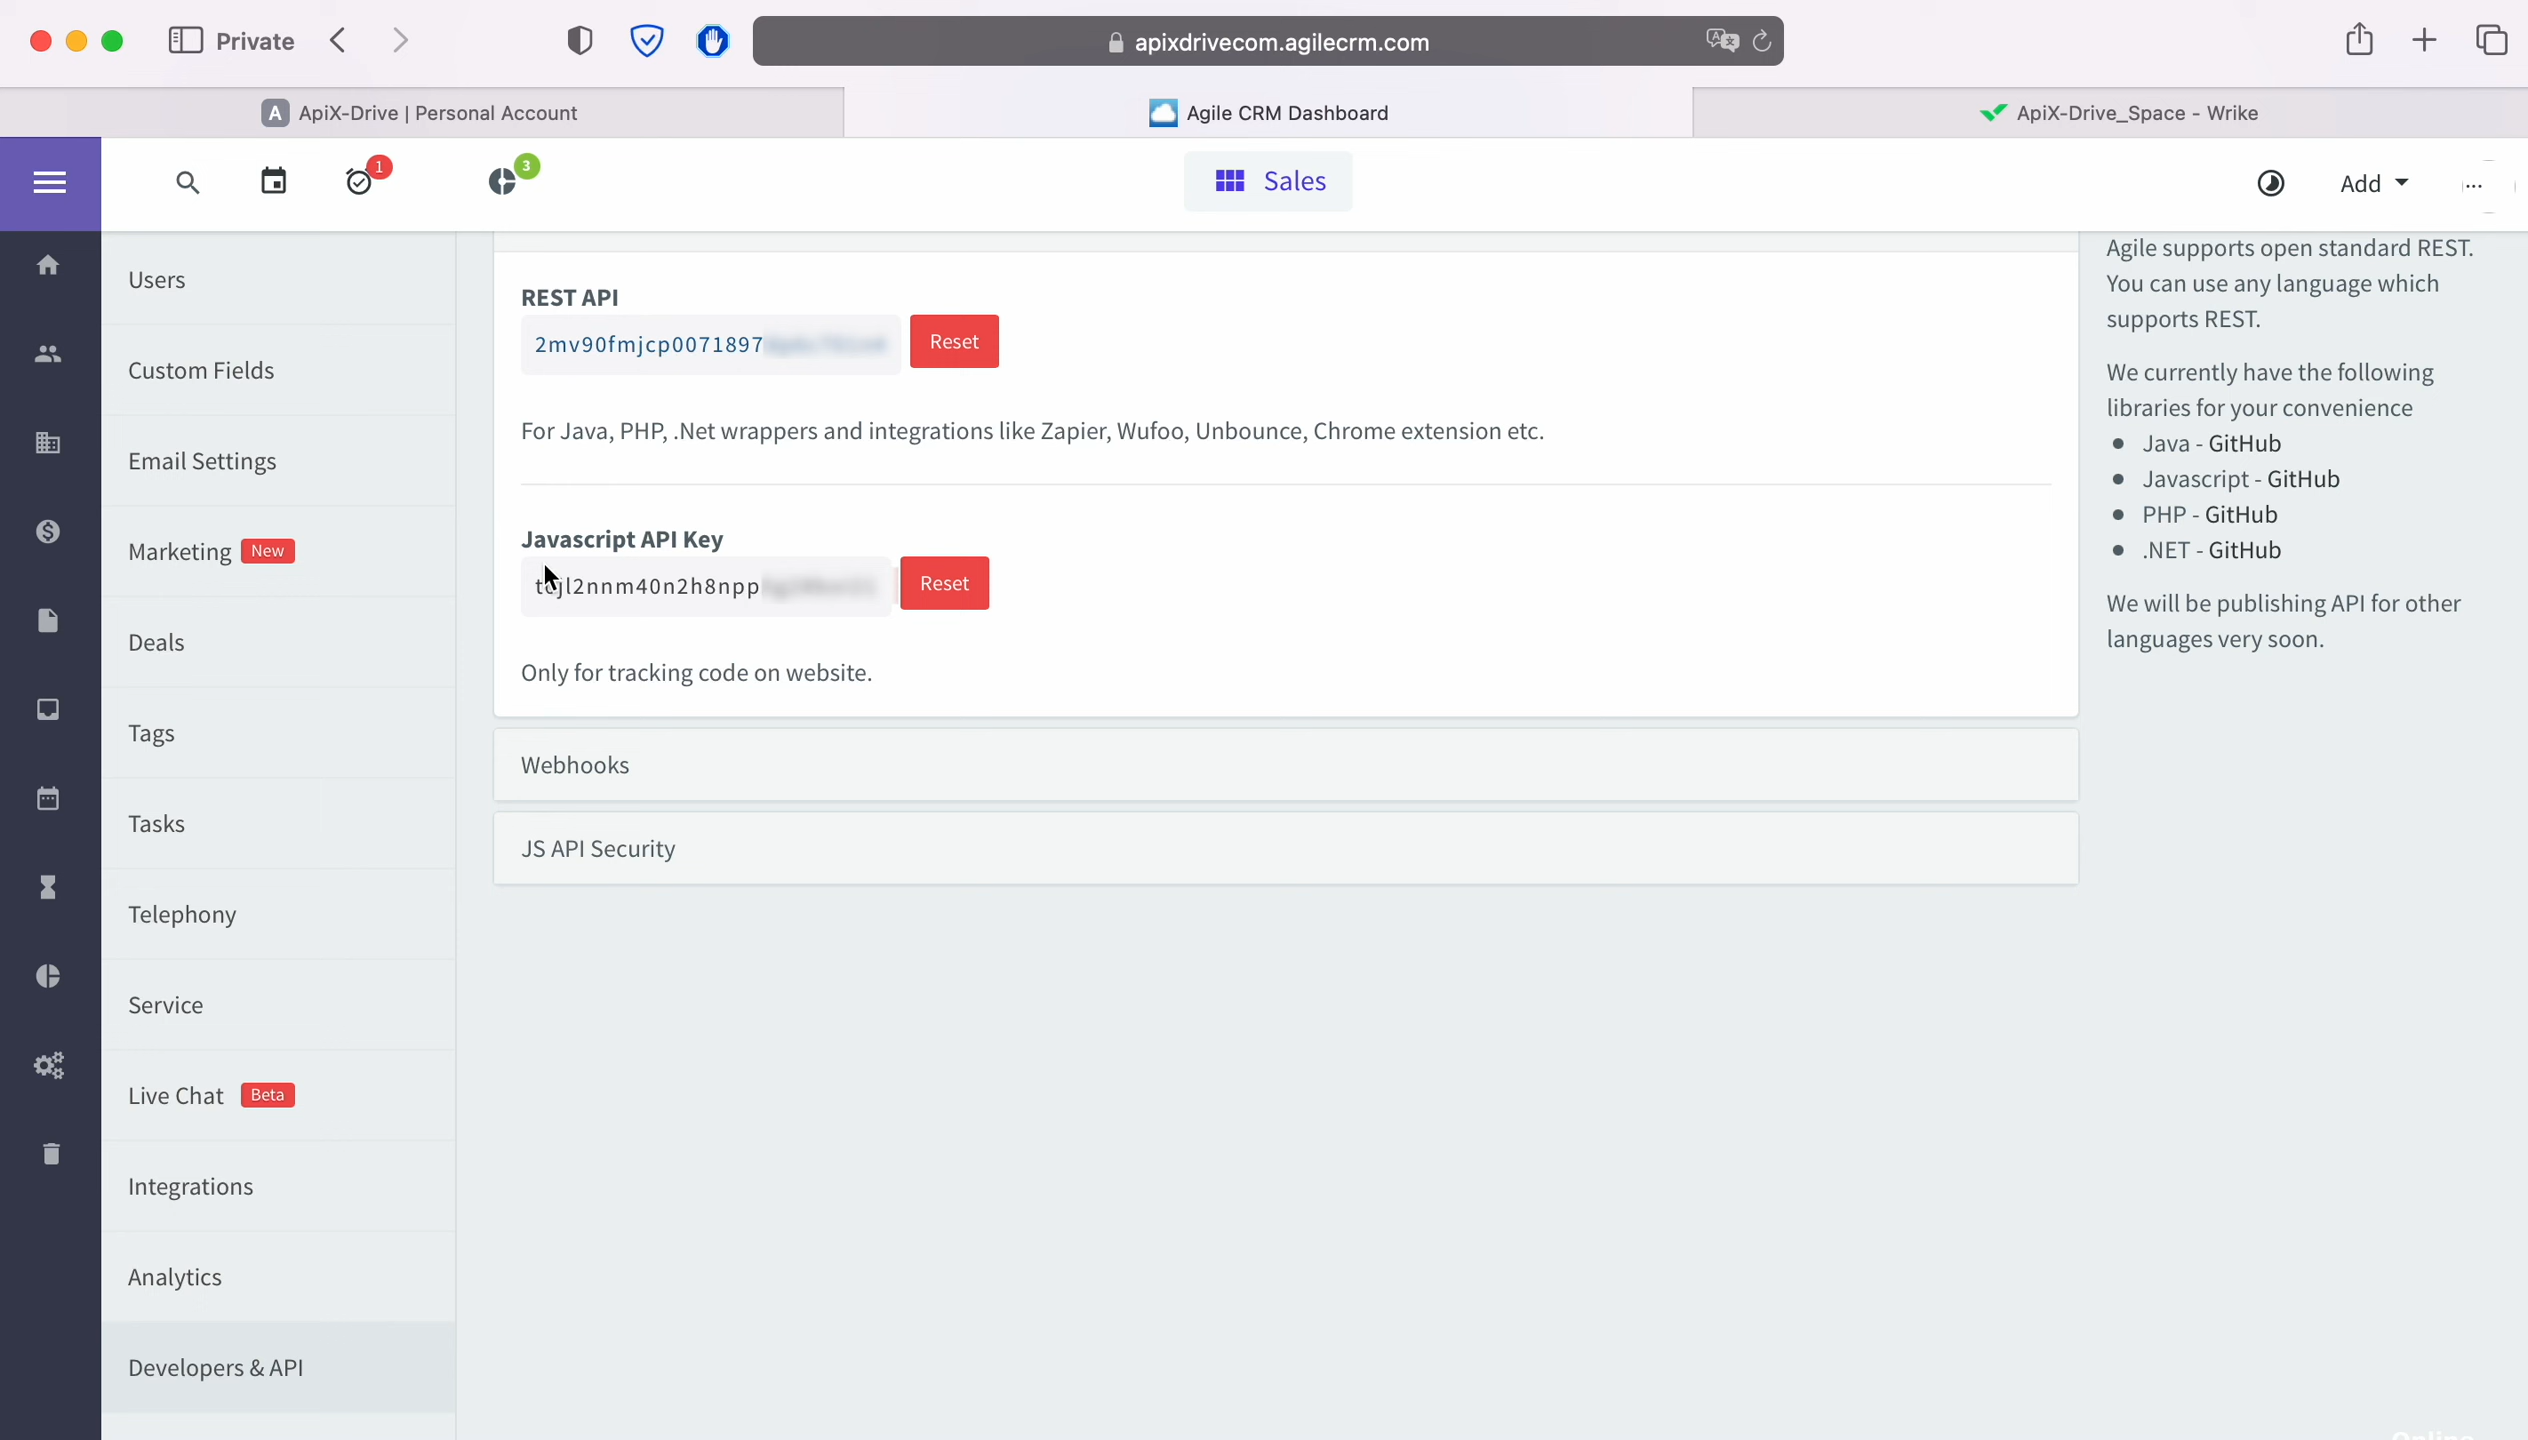 Private
apixdrivecom.agilecrm.com
A ApiX-Drive | Personal Account
Agile CRM Dashboard
ApiX-Drive_Space - Wrike
1
3
Sales
Add
Users
Custom Fields
Email Settings
Marketing New
Deals
Tags
Tasks
Telephony
Service
Live Chat Beta
Integrations
Analytics
Developers & API
REST API
2mv90fmjcp0071897
Reset
For Java, PHP, .Net wrappers and integrations like Zapier, Wufoo, Unbounce, Chrome extension etc.
Javascript API Key
Reset
Only for tracking code on website.
Webhooks
JS API Security
Agile supports open standard REST.
You can use any language which
supports REST.
We currently have the following
libraries for your convenience
• Java - GitHub
• Javascript - GitHub
• PHP - GitHub
• .NET - GitHub
We will be publishing API for other
languages very soon.